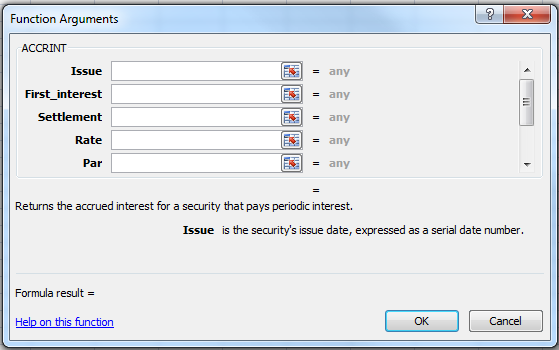 Function Arguments
ACCRINT
Issue = any
First_interest = any
Settlement = any
Rate = any
Par = any
=
Returns the accrued interest for a security that pays periodic interest.
Issue is the security's issue date, expressed as a serial date number.
Formula result =
Help on this function OK Cancel